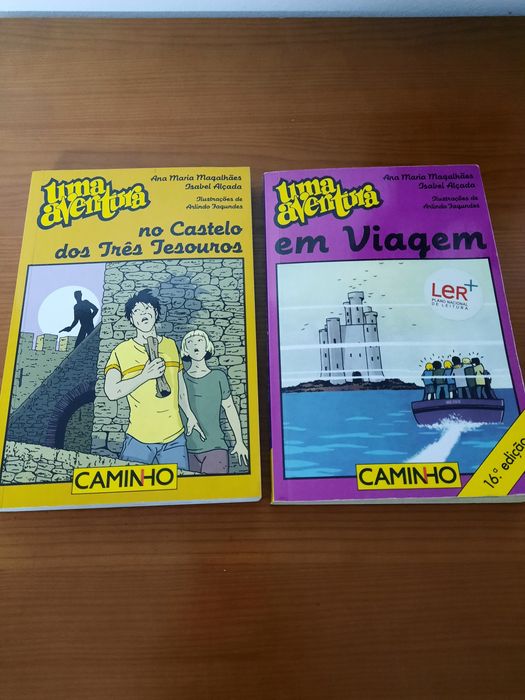 uma
aventura
Ana Maria Magalhães
Isabel Alçada
Ilustrações de
Arlindo Fagundes
no Castelo
dos Três Tesouros
CAMINHO
uma
aventura
Ana Maria Magalhães
Isabel Alçada
Ilustrações de
Arlindo Fagundes
em Viagem
LER+
PLANO NACIONAL
DE LEITURA
CAMINHO
16.ª edição